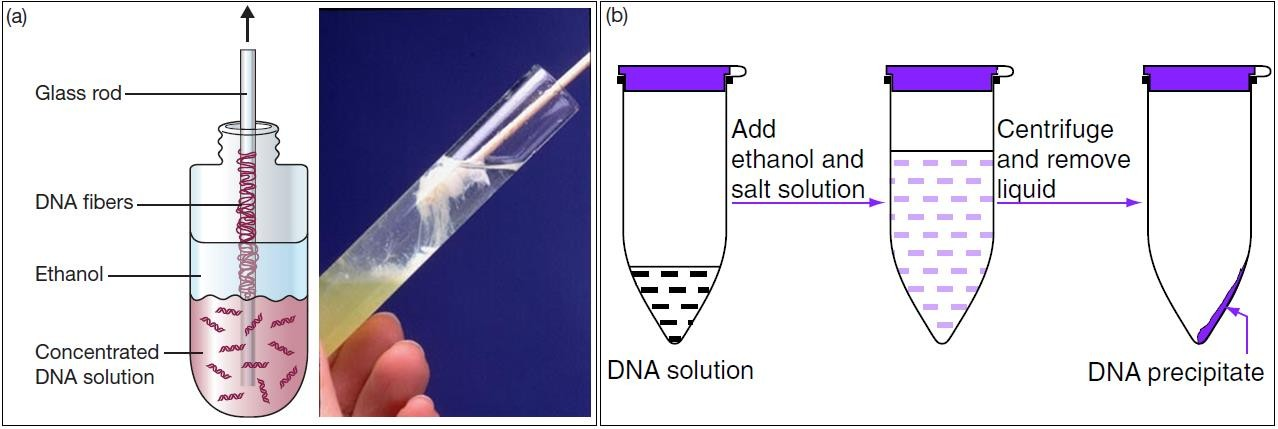 (a)
Glass rod
DNA fibers
Ethanol
Concentrated
DNA solution
(b)
Add
ethanol and
salt solution
Centrifuge
and remove
liquid
DNA solution
DNA precipitate